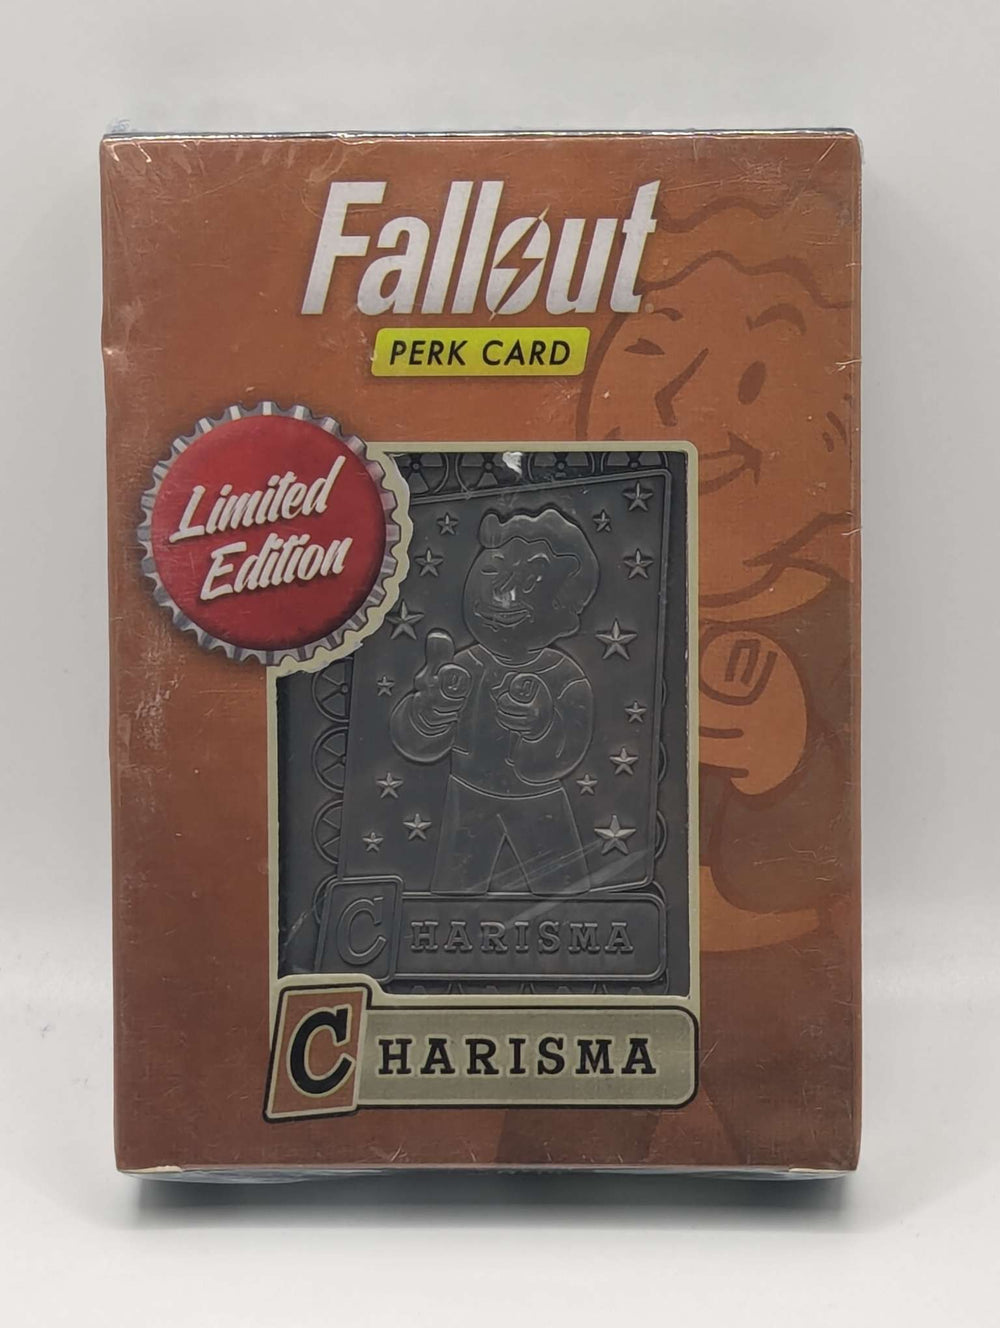 Fallout
PERK CARD
Limited
Edition
CHARISMA
CHARISMA